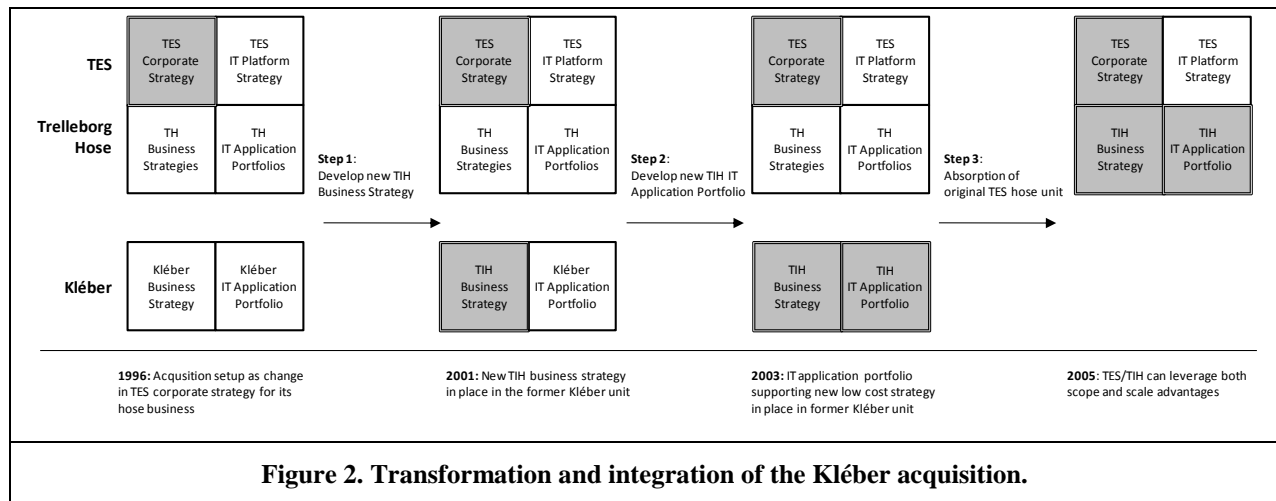 TES
TES
Corporate
Strategy
TES
IT Platform
Strategy
TES
Corporate
Strategy
TES
IT Platform
Strategy
TES
Corporate
Strategy
TES
IT Platform
Strategy
TES
Corporate
Strategy
TES
IT Platform
Strategy
Trelleborg
Hose
TH
Business
Strategies
TH
IT Application
Portfolios
Step 1:
Develop new TIH
Business Strategy
TH
Business
Strategies
TH
IT Application
Portfolios
Step 2:
Develop new TIH IT
Application Portfolio
TH
Business
Strategies
TH
IT Application
Portfolios
Step 3:
Absorption of
original TES hose unit
TIH
Business
Strategy
TIH
IT Application
Portfolio
Kléber
Kléber
Business
Strategy
Kléber
IT Application
Portfolio
TIH
Business
Strategy
Kléber
IT Application
Portfolio
TIH
Business
Strategy
TIH
IT Application
Portfolio
1996: Acqusition setup as change
in TES corporate strategy for its
hose business
2001: New TIH business strategy
in place in the former Kléber unit
2003: IT application portfolio
supporting new low cost strategy
in place in former Kléber unit
2005: TES/TIH can leverage both
scope and scale advantages
Figure 2. Transformation and integration of the Kléber acquisition.